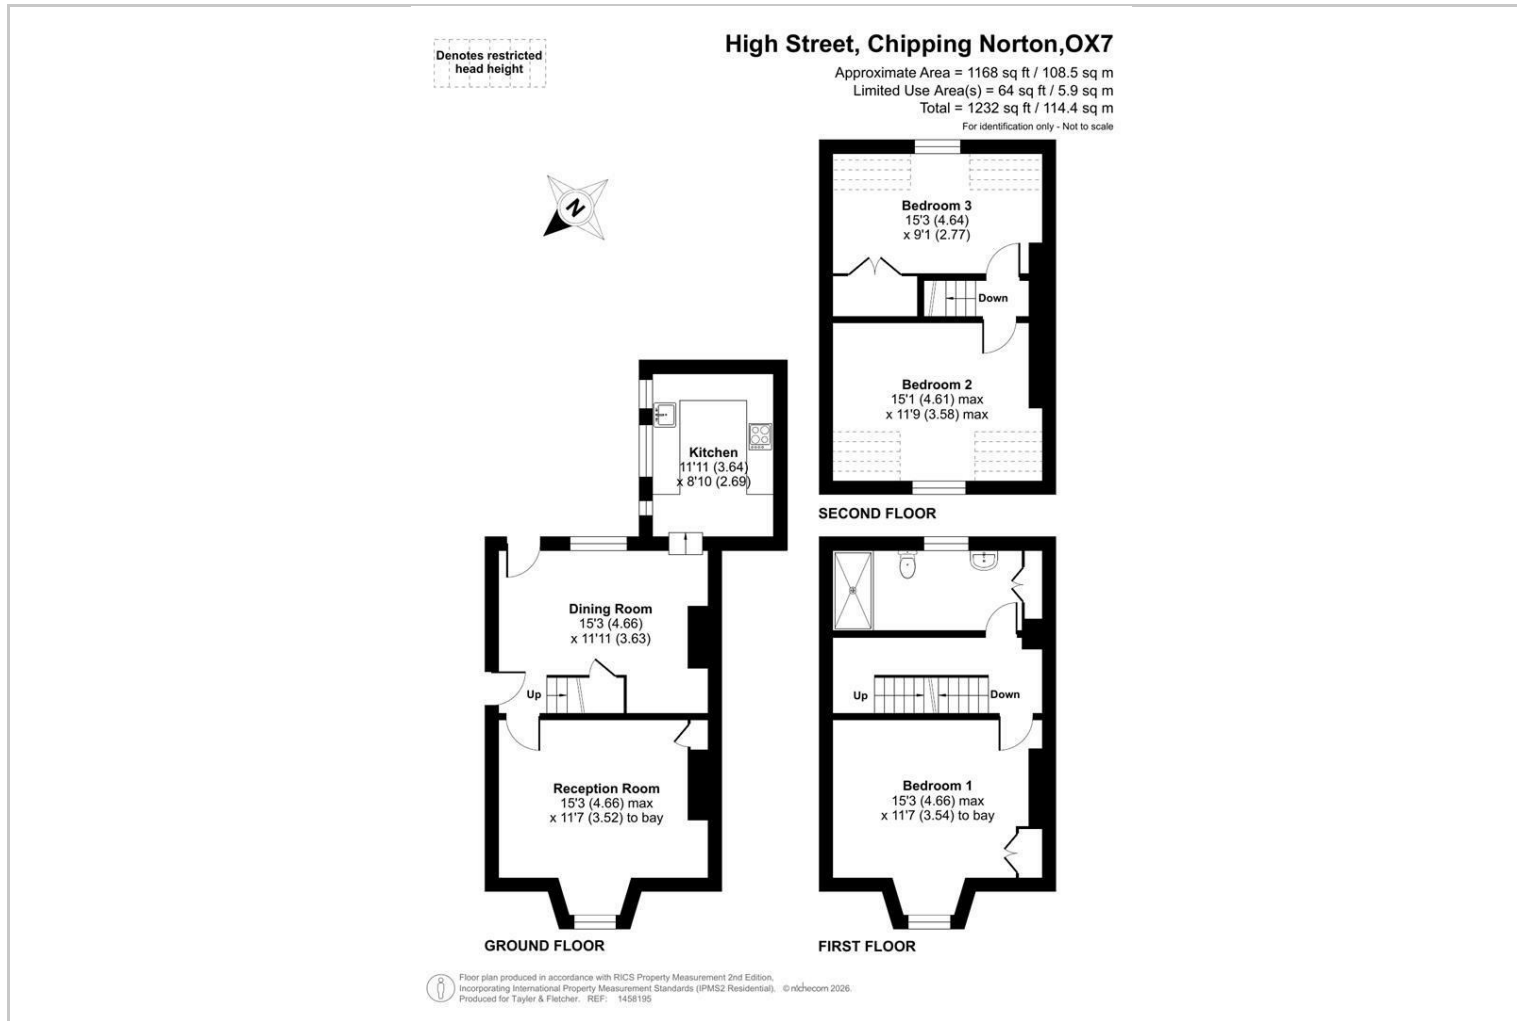 Denotes restricted
head height
High Street, Chipping Norton,OX7
Approximate Area = 1168 sq ft / 108.5 sq m
Limited Use Area(s) = 64 sq ft / 5.9 sq m
Total = 1232 sq ft / 114.4 sq m
For identification only - Not to scale
N
Bedroom 3
15'3 (4.64)
x 9'1 (2.77)
Down
Bedroom 2
15'1 (4.61) max
x 11'9 (3.58) max
SECOND FLOOR
Kitchen
11'11 (3.64)
x 8'10 (2.69)
Dining Room
15'3 (4.66)
x 11'11 (3.63)
Up
Reception Room
15'3 (4.66) max
x 11'7 (3.52) to bay
GROUND FLOOR
Up
Down
Bedroom 1
15'3 (4.66) max
x 11'7 (3.54) to bay
FIRST FLOOR
Floor plan produced in accordance with RICS Property Measurement 2nd Edition.
Incorporating International Property Measurement Standards (IPMS2 Residential). © nichecom 2026.
Produced for Tayler & Fletcher. REF: 1458195